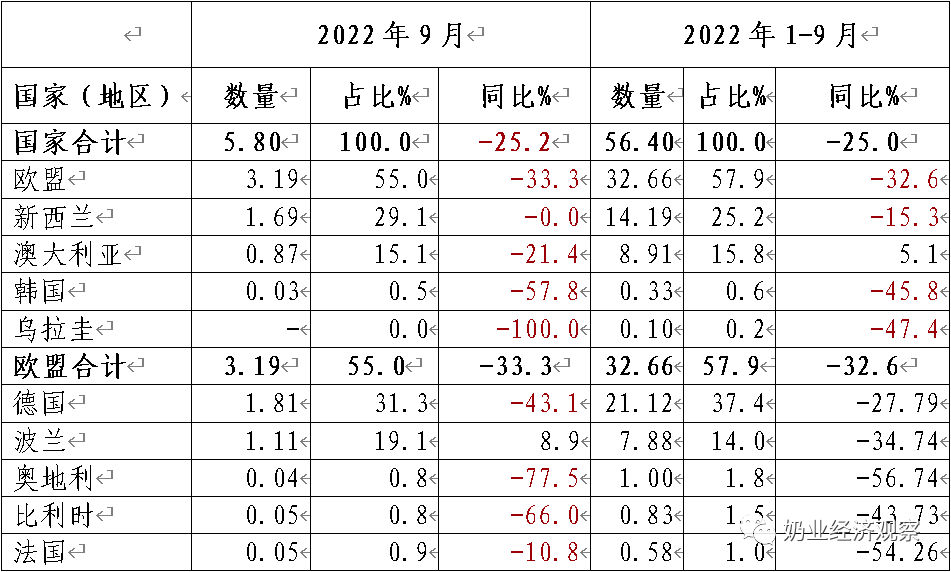 2022年9月 2022年1-9月
国家（地区） 数量 占比% 同比% 数量 占比% 同比%
国家合计 5.80 100.0 -25.2 56.40 100.0 -25.0
欧盟 3.19 55.0 -33.3 32.66 57.9 -32.6
新西兰 1.69 29.1 -0.0 14.19 25.2 -15.3
澳大利亚 0.87 15.1 -21.4 8.91 15.8 5.1
韩国 0.03 0.5 -57.8 0.33 0.6 -45.8
乌拉圭 - 0.0 -100.0 0.10 0.2 -47.4
欧盟合计 3.19 55.0 -33.3 32.66 57.9 -32.6
德国 1.81 31.3 -43.1 21.12 37.4 -27.79
波兰 1.11 19.1 8.9 7.88 14.0 -34.74
奥地利 0.04 0.8 -77.5 1.00 1.8 -56.74
比利时 0.05 0.8 -66.0 0.83 1.5 -43.73
法国 0.05 0.9 -10.8 0.58 1.0 -54.26
奶业经济观察